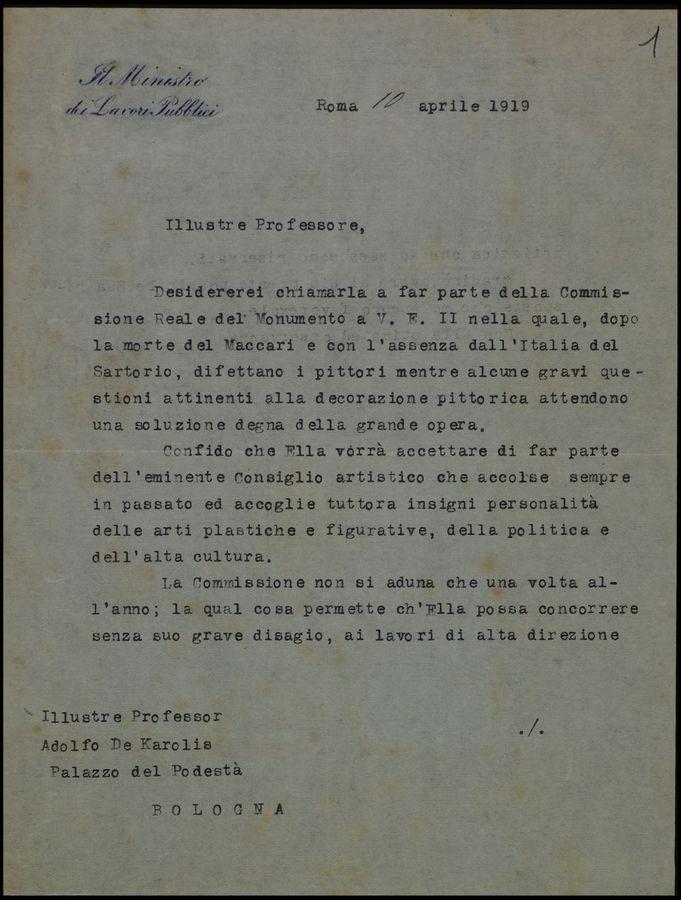 1
Il Ministro
dei Lavori Pubblici
Roma 10 aprile 1919
Illustre Professore,
Desidererei chiamarla a far parte della Commis-
sione Reale del Monumento a V. E. II nella quale, dopo
la morte del Maccari e con l'assenza dall'Italia del
Sartorio, difettano i pittori mentre alcune gravi que-
stioni attinenti alla decorazione pittorica attendono
una soluzione degna della grande opera.
Confido che Ella vorrà accettare di far parte
dell'eminente Consiglio artistico che accolse sempre
in passato ed accoglie tuttora insigni personalità
delle arti plastiche e figurative, della politica e
dell'alta cultura.
La Commissione non si aduna che una volta al-
l'anno; la qual cosa permette ch'Ella possa concorrere
senza suo grave disagio, ai lavori di alta direzione
Illustre Professor
Adolfo De Karolis
Palazzo del Podestà
BOLOGNA
./.